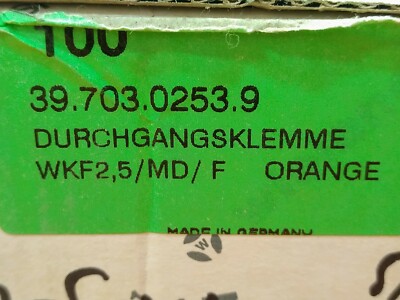 100
39.703.0253.9
DURCHGANGSKLEMME
WKF2,5/MD/ F ORANGE
MADE IN GERMANY
W